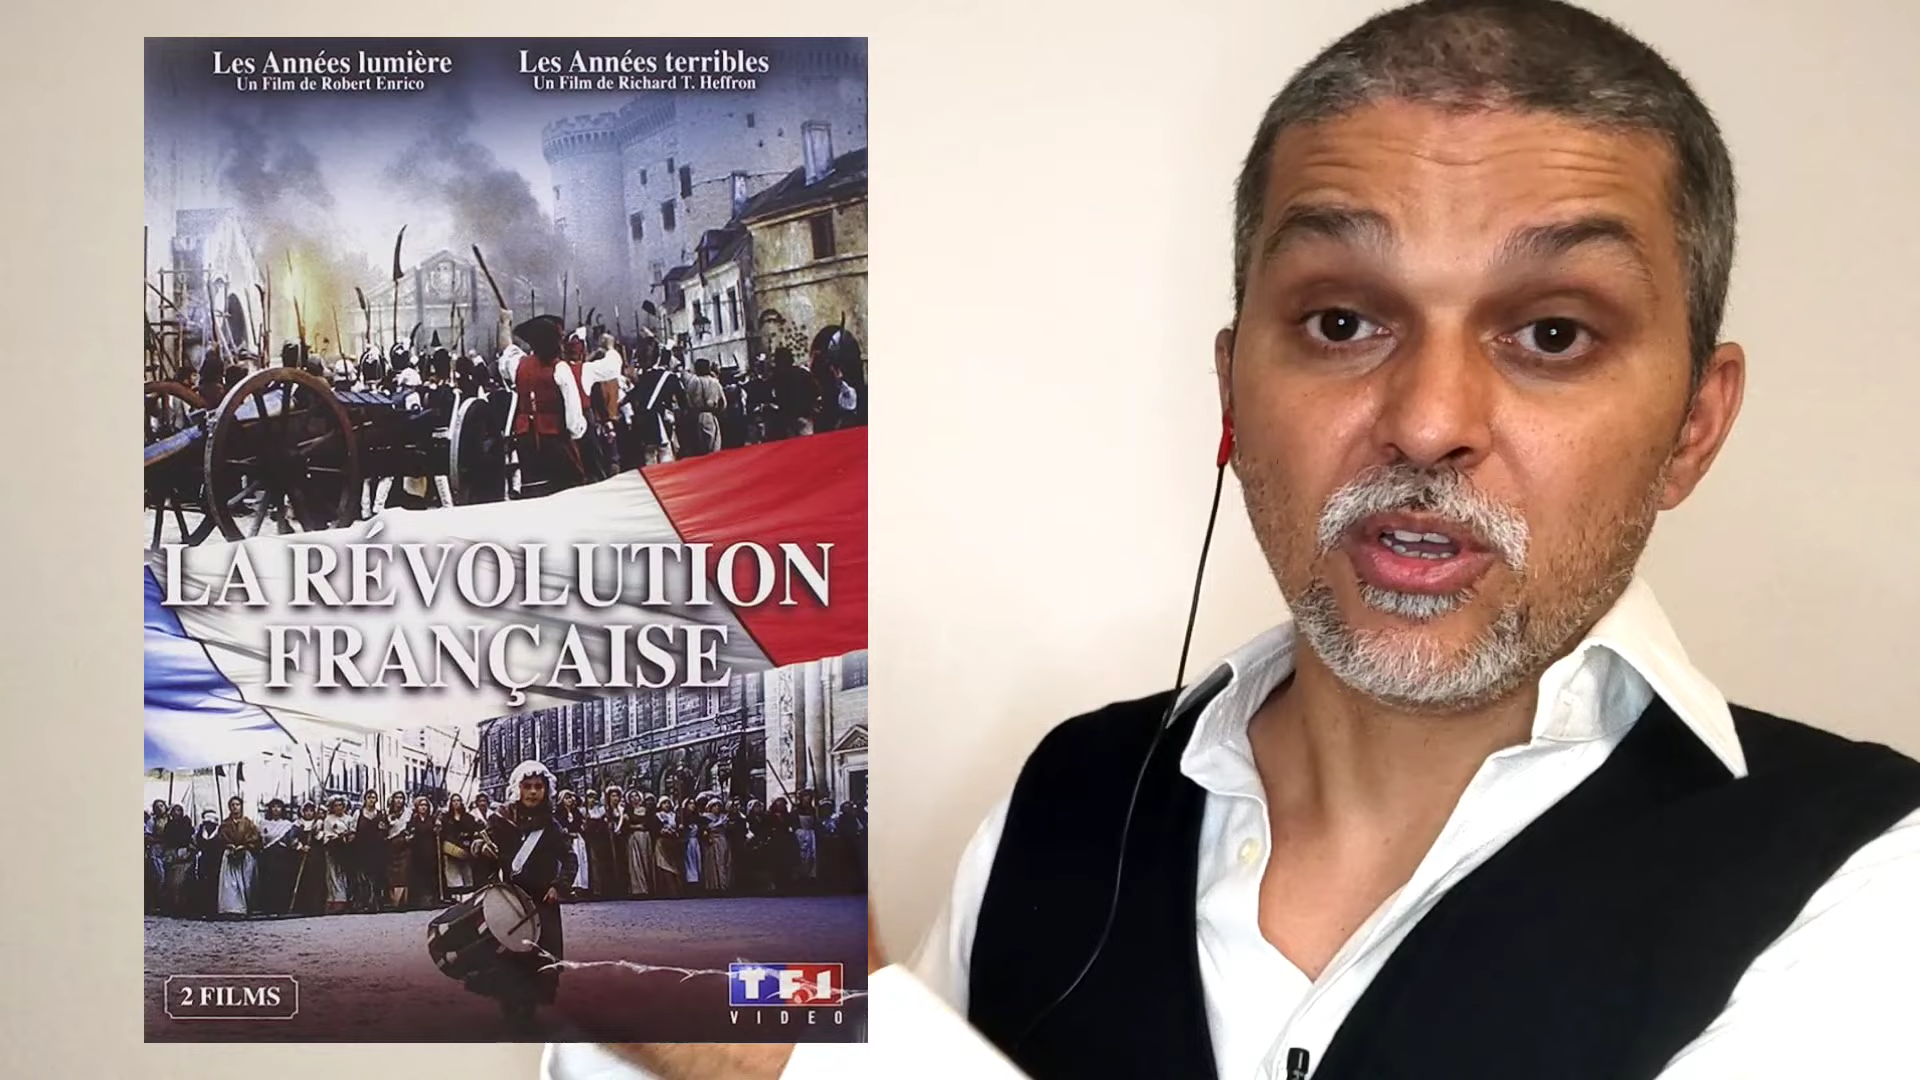 Les Années lumière
Un Film de Robert Enrico
Les Années terribles
Un Film de Richard T. Heffron
LA RÉVOLUTION
FRANÇAISE
2 FILMS
TF1
VIDEO